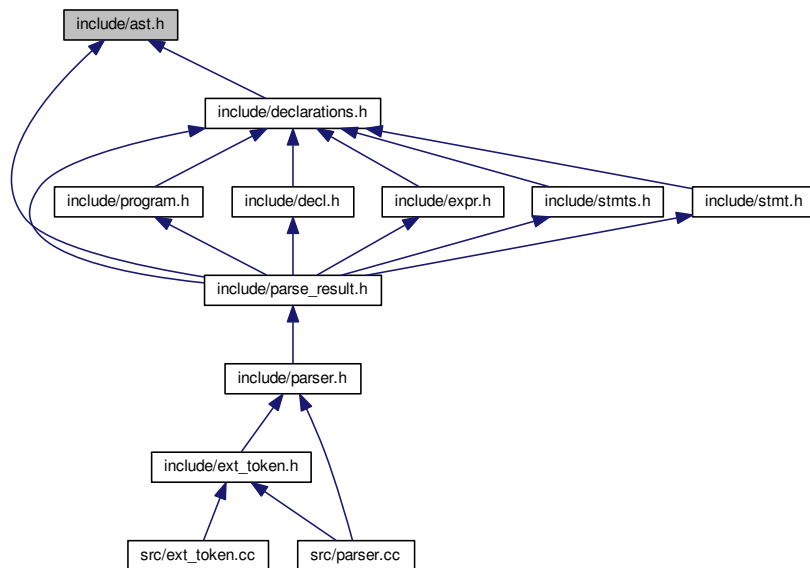 include/ast.h
include/declarations.h
include/program.h
include/decl.h
include/expr.h
include/stmts.h
include/stmt.h
include/parse_result.h
include/parser.h
include/ext_token.h
src/ext_token.cc
src/parser.cc